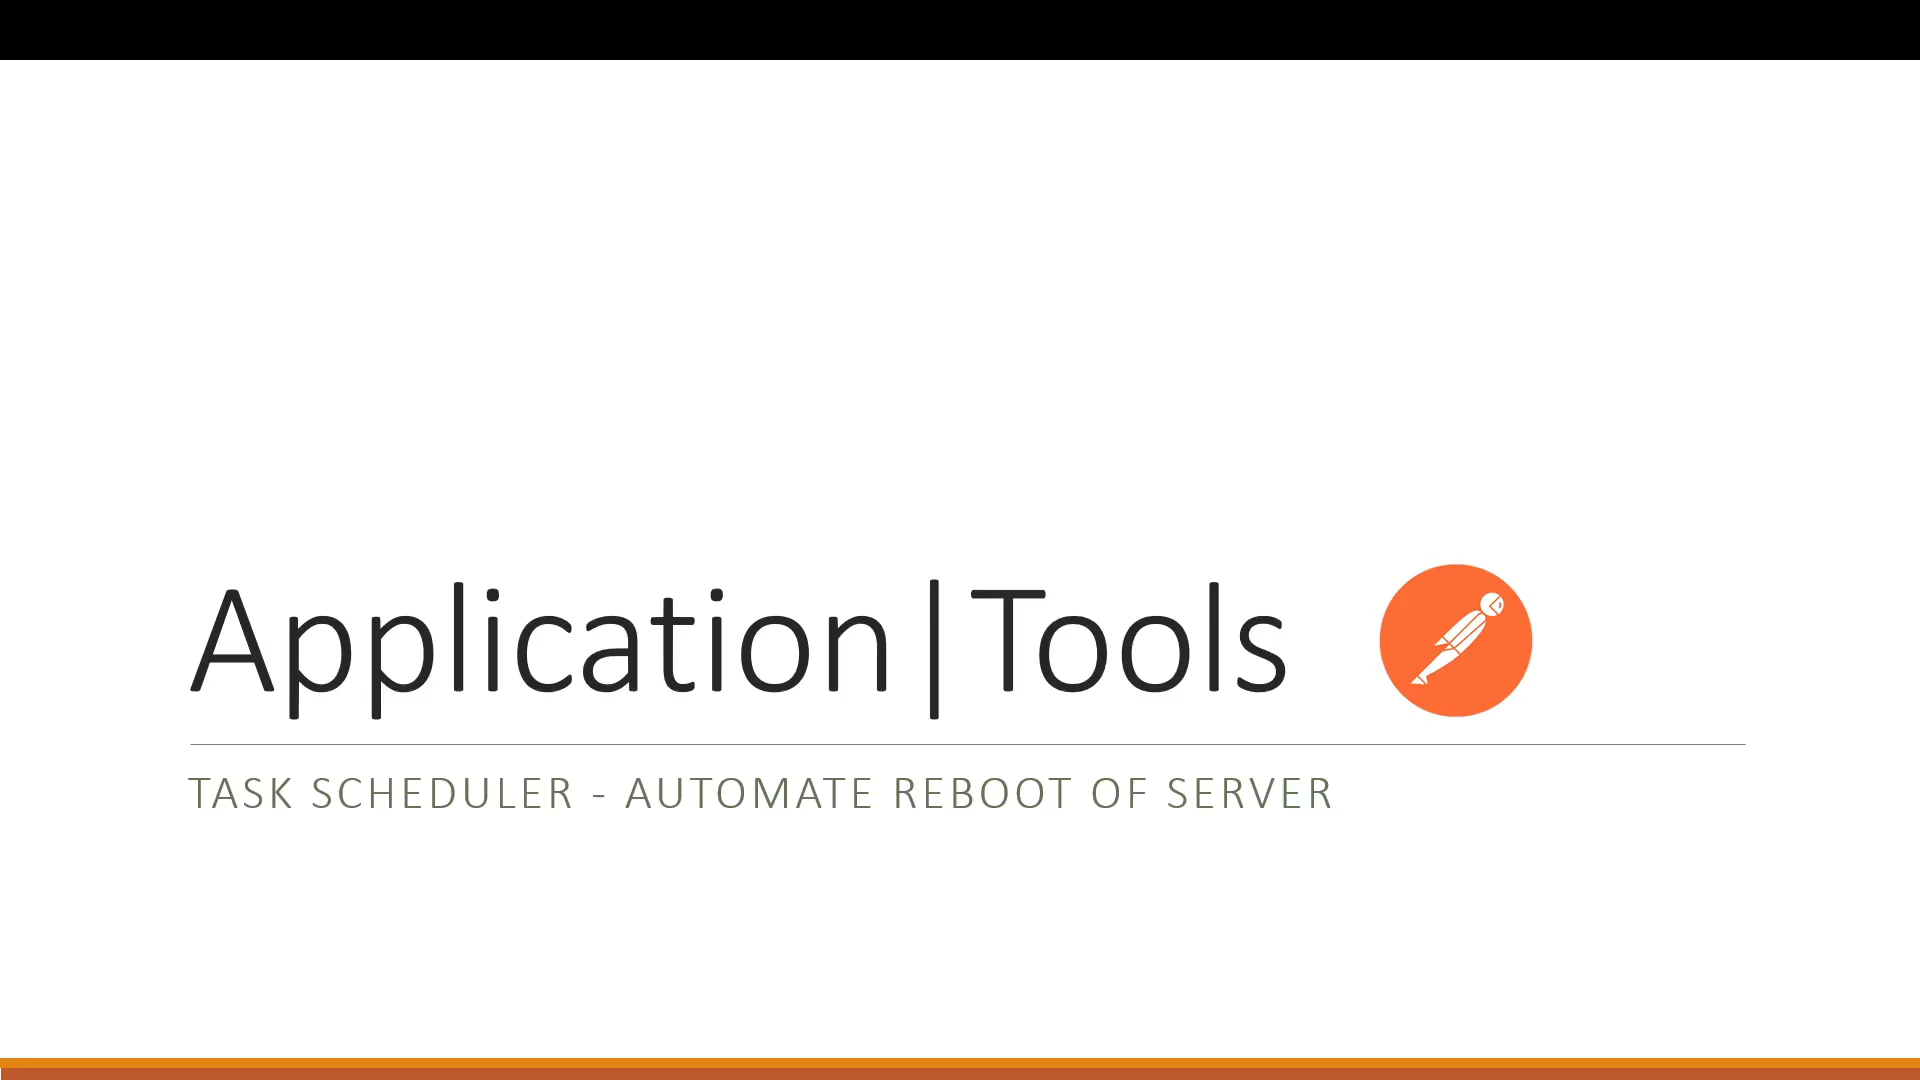 Application|Tools
TASK SCHEDULER - AUTOMATE REBOOT OF SERVER